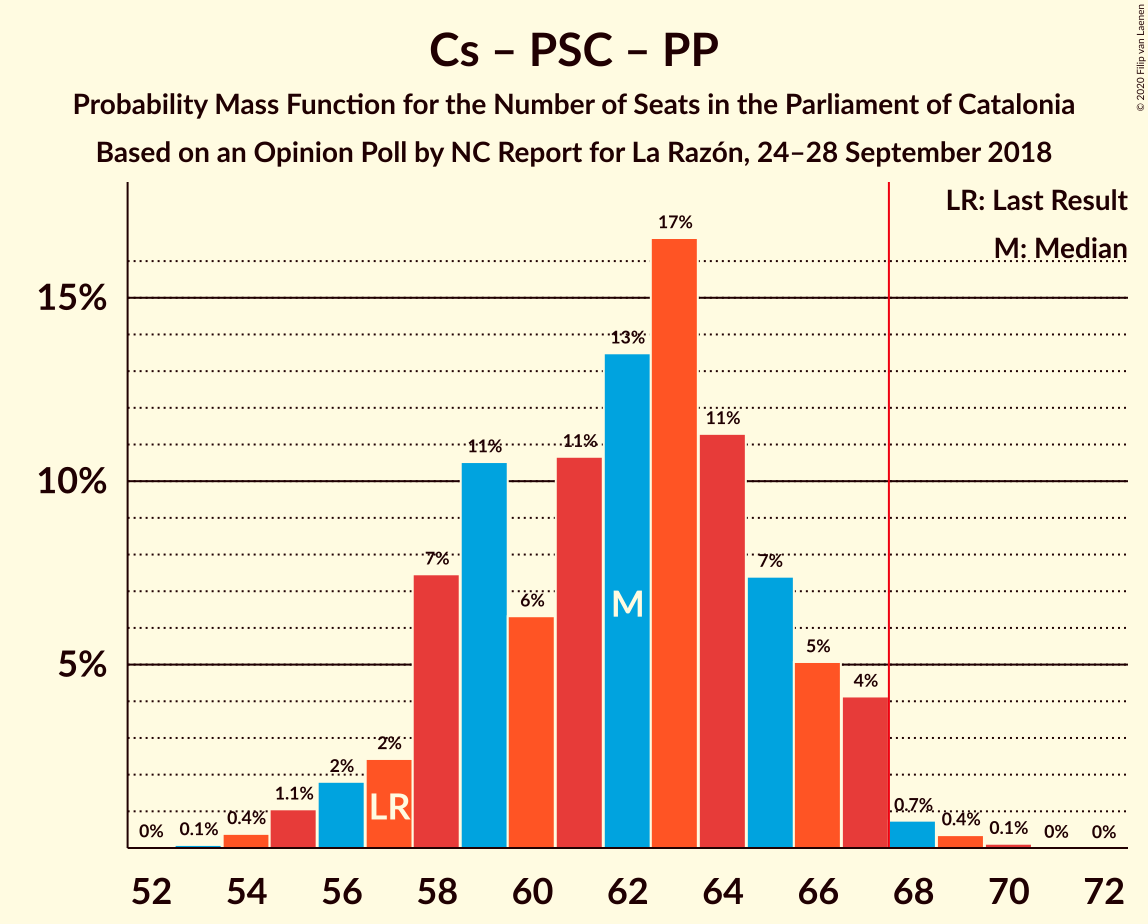 © 2020 Filip van Laenen
Cs – PSC – PP
Probability Mass Function for the Number of Seats in the Parliament of Catalonia
Based on an Opinion Poll by NC Report for La Razón, 24–28 September 2018
LR: Last Result
M: Median
15%
10%
5%
0% 0.1% 0.4% 1.1% 2% 2% 7% 11% 6% 11% 13% 17% 11% 7% 5% 4% 0.7% 0.4% 0.1% 0% 0%
LR
M
52 54 56 58 60 62 64 66 68 70 72